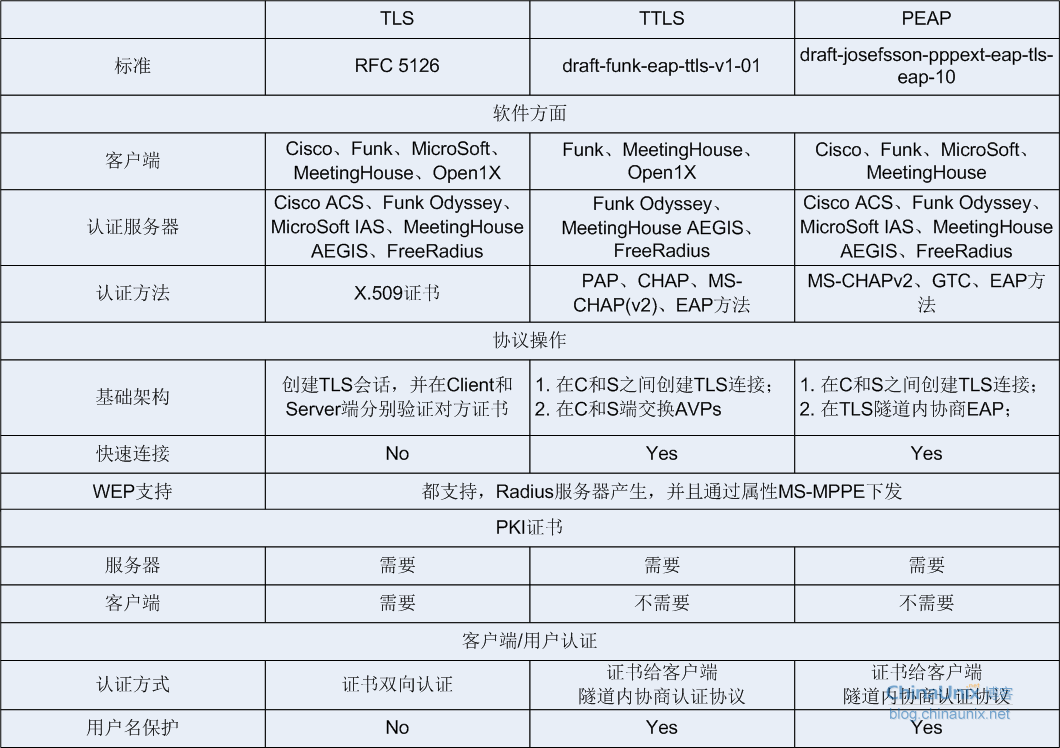 TLS
TTLS
PEAP
标准
RFC 5126
draft-funk-eap-ttls-v1-01
draft-josefsson-pppext-eap-tls-
eap-10
软件方面
客户端
Cisco、Funk、MicroSoft、
MeetingHouse、Open1X
Funk、MeetingHouse、
Open1X
Cisco、Funk、MicroSoft、
MeetingHouse
认证服务器
Cisco ACS、Funk Odyssey、
MicroSoft IAS、MeetingHouse
AEGIS、FreeRadius
Funk Odyssey、
MeetingHouse AEGIS、
FreeRadius
Cisco ACS、Funk Odyssey、
MicroSoft IAS、MeetingHouse
AEGIS、FreeRadius
认证方法
X.509证书
PAP、CHAP、MS-
CHAP(v2)、EAP方法
MS-CHAPv2、GTC、EAP方
法
协议操作
基础架构
创建TLS会话，并在Client和
Server端分别验证对方证书
1. 在C和S之间创建TLS连接；
2. 在C和S端交换AVPs
1. 在C和S之间创建TLS连接；
2. 在TLS隧道内协商EAP；
快速连接
No
Yes
Yes
WEP支持
都支持，Radius服务器产生，并且通过属性MS-MPPE下发
PKI证书
服务器
需要
需要
需要
客户端
需要
不需要
不需要
客户端/用户认证
认证方式
证书双向认证
证书给客户端
隧道内协商认证协议
证书给客户端
隧道内协商认证协议
ChinaUnix博客
blog.chinaunix.net
用户名保护
No
Yes
Yes